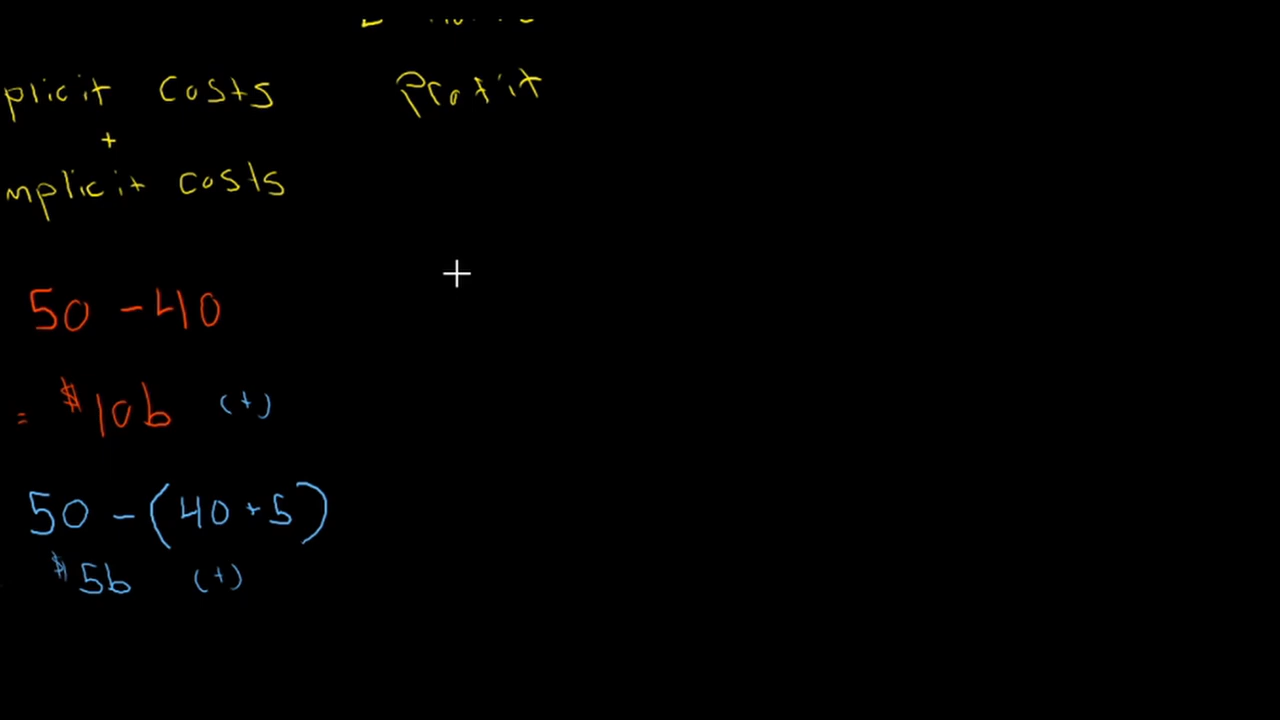 plicit costs
Profit
+
mplicit costs
50 - 40
= $10b (+)
50 - (40 + 5)
$5b (+)